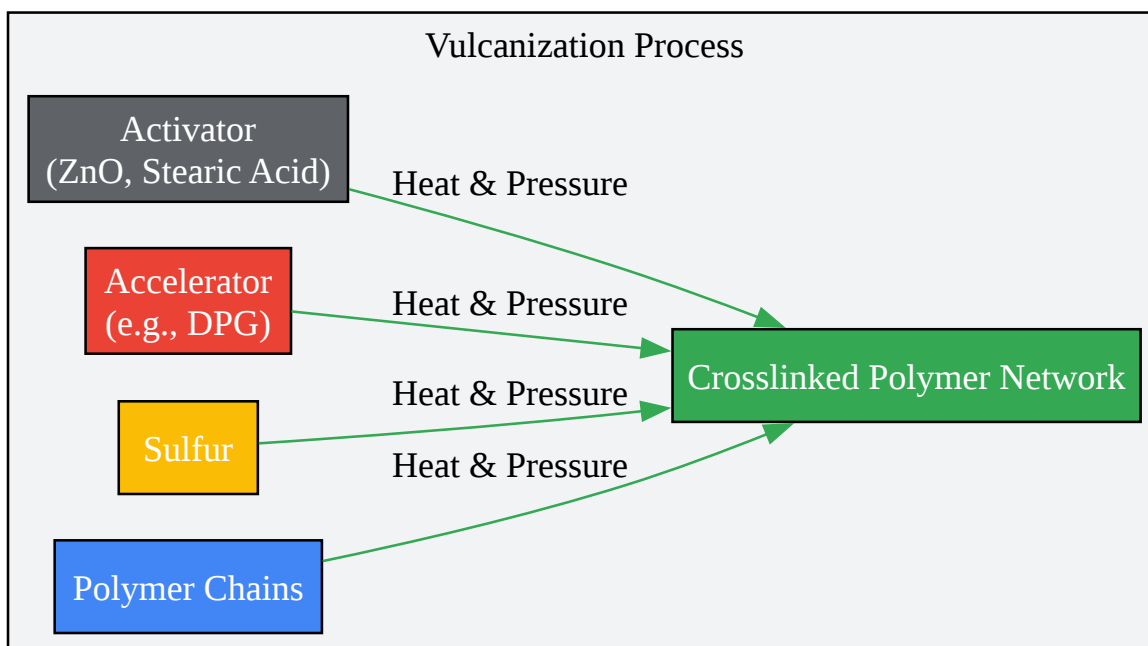 Vulcanization Process
Activator
(ZnO, Stearic Acid)
Heat & Pressure
Accelerator
(e.g., DPG)
Heat & Pressure
Sulfur
Heat & Pressure
Polymer Chains
Heat & Pressure
Crosslinked Polymer Network